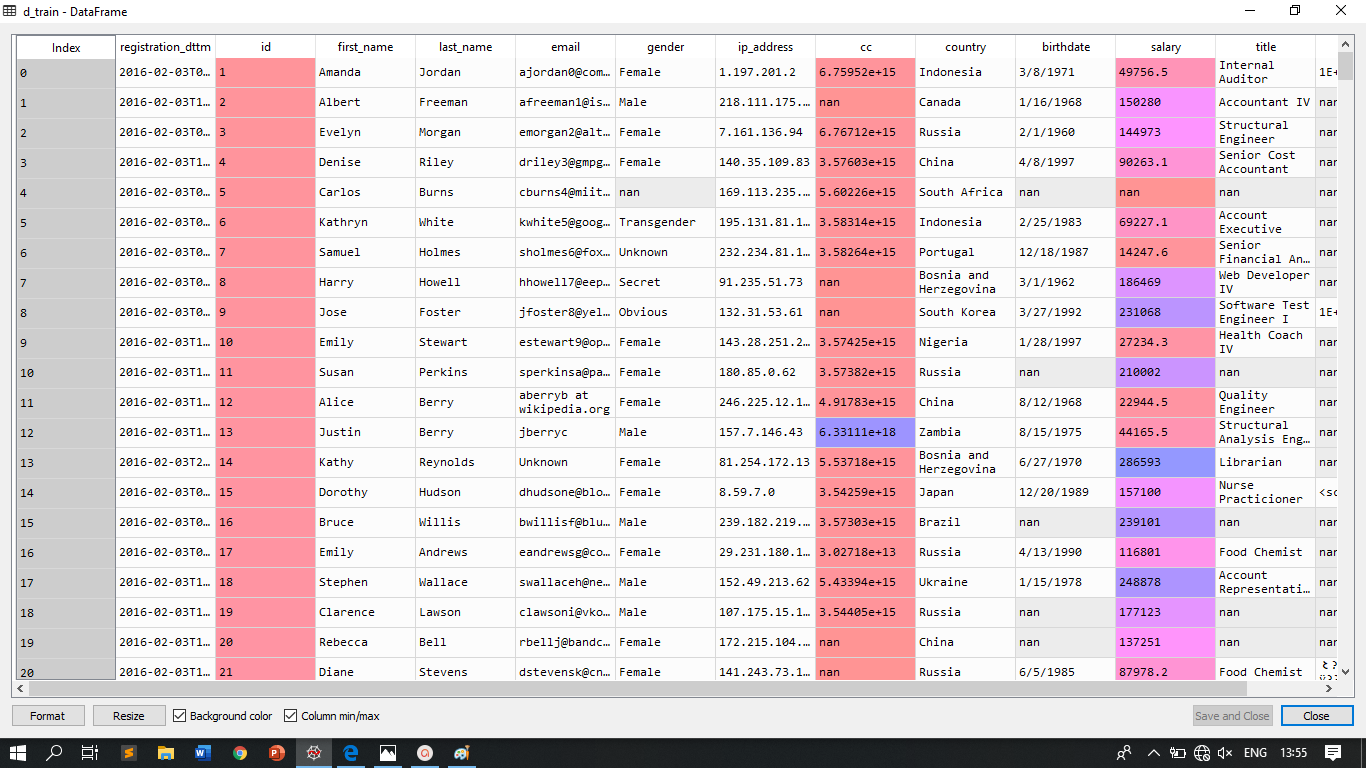 d_train - DataFrame
Index registration_dttm id first_name last_name email gender ip_address cc country birthdate salary title
0 2016-02-03T0... 1 Amanda Jordan ajordan0@com... Female 1.197.201.2 6.75952e+15 Indonesia 3/8/1971 49756.5 Internal Auditor 1E+
1 2016-02-03T1... 2 Albert Freeman afreeman1@is... Male 218.111.175.... nan Canada 1/16/1968 150280 Accountant IV nan
2 2016-02-03T0... 3 Evelyn Morgan emorgan2@alt... Female 7.161.136.94 6.76712e+15 Russia 2/1/1960 144973 Structural Engineer nan
3 2016-02-03T0... 4 Denise Riley driley3@gmpg... Female 140.35.109.83 3.57603e+15 China 4/8/1997 90263.1 Senior Cost Accountant nan
4 2016-02-03T0... 5 Carlos Burns cburns4@miit... nan 169.113.235.... 5.60226e+15 South Africa nan nan nan nan
5 2016-02-03T0... 6 Kathryn White kwhite5@goog... Transgender 195.131.81.1... 3.58314e+15 Indonesia 2/25/1983 69227.1 Account Executive nan
6 2016-02-03T0... 7 Samuel Holmes sholmes6@fox... Unknown 232.234.81.1... 3.58264e+15 Portugal 12/18/1987 14247.6 Senior Financial An... nan
7 2016-02-03T0... 8 Harry Howell hhowell7@eep... Secret 91.235.51.73 nan Bosnia and Herzegovina 3/1/1962 186469 Web Developer IV nan
8 2016-02-03T0... 9 Jose Foster jfoster8@yel... Obvious 132.31.53.61 nan South Korea 3/27/1992 231068 Software Test Engineer I 1E+
9 2016-02-03T1... 10 Emily Stewart estewart9@op... Female 143.28.251.2... 3.57425e+15 Nigeria 1/28/1997 27234.3 Health Coach IV nan
10 2016-02-03T1... 11 Susan Perkins sperkinsa@pa... Female 180.85.0.62 3.57382e+15 Russia nan 210002 nan nan
11 2016-02-03T1... 12 Alice Berry aberryb at wikipedia.org Female 246.225.12.1... 4.91783e+15 China 8/12/1968 22944.5 Quality Engineer nan
12 2016-02-03T1... 13 Justin Berry jberryc Male 157.7.146.43 6.33111e+18 Zambia 8/15/1975 44165.5 Structural Analysis Eng... nan
13 2016-02-03T2... 14 Kathy Reynolds Unknown Female 81.254.172.13 5.53718e+15 Bosnia and Herzegovina 6/27/1970 286593 Librarian nan
14 2016-02-03T0... 15 Dorothy Hudson dhudsone@blo... Female 8.59.7.0 3.54259e+15 Japan 12/20/1989 157100 Nurse Practicioner <sc
15 2016-02-03T0... 16 Bruce Willis bwillisf@blu... Male 239.182.219.... 3.57303e+15 Brazil nan 239101 nan nan
16 2016-02-03T0... 17 Emily Andrews eandrewsg@co... Female 29.231.180.1... 3.02718e+13 Russia 4/13/1990 116801 Food Chemist nan
17 2016-02-03T1... 18 Stephen Wallace swallaceh@ne... Male 152.49.213.62 5.43394e+15 Ukraine 1/15/1978 248878 Account Representati... nan
18 2016-02-03T1... 19 Clarence Lawson clawsoni@vko... Male 107.175.15.1... 3.54405e+15 Russia nan 177123 nan nan
19 2016-02-03T1... 20 Rebecca Bell rbellj@bandc... Female 172.215.104.... nan China nan 137251 nan nan
20 2016-02-03T1... 21 Diane Stevens dstevensk@cn... Female 141.243.73.1... nan Russia 6/5/1985 87978.2 Food Chemist
Format Resize Background color Column min/max Save and Close Close
ENG 13:55